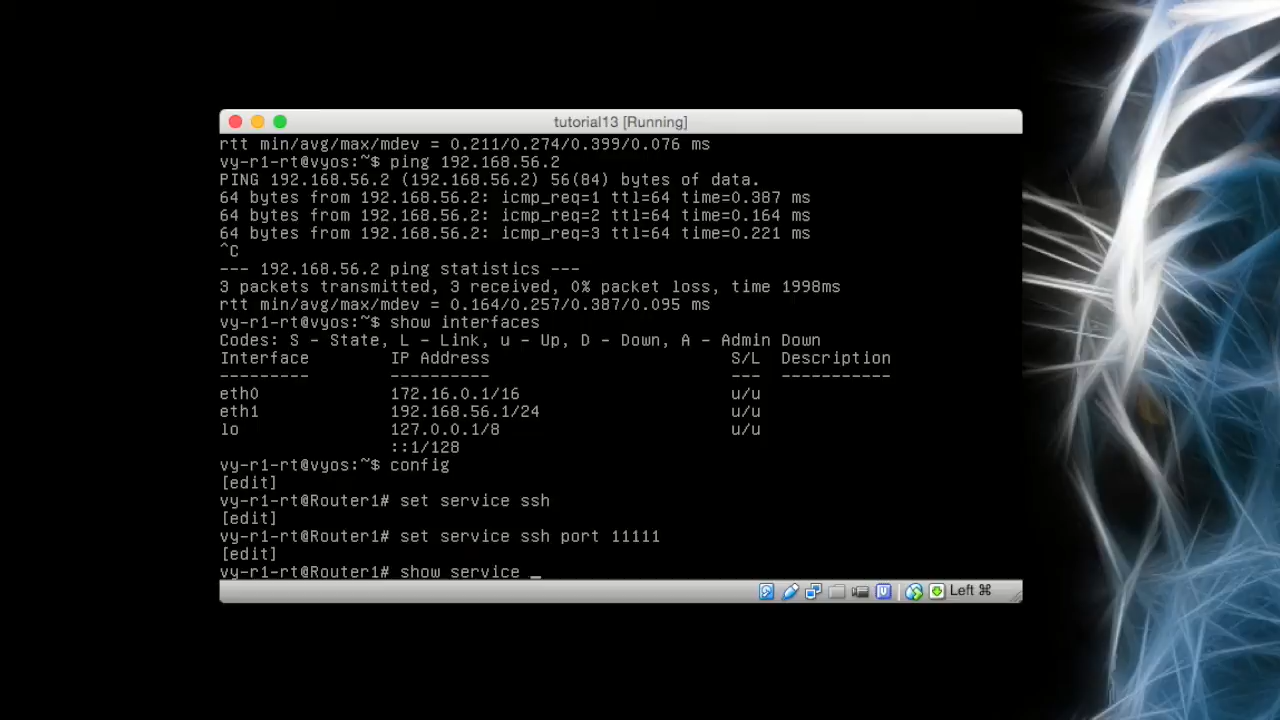 tutorial13 [Running]
rtt min/avg/max/mdev = 0.211/0.274/0.399/0.076 ms
vy-r1-rt@vyos:~$ ping 192.168.56.2
PING 192.168.56.2 (192.168.56.2) 56(84) bytes of data.
64 bytes from 192.168.56.2: icmp_req=1 ttl=64 time=0.387 ms
64 bytes from 192.168.56.2: icmp_req=2 ttl=64 time=0.164 ms
64 bytes from 192.168.56.2: icmp_req=3 ttl=64 time=0.221 ms
^C
--- 192.168.56.2 ping statistics ---
3 packets transmitted, 3 received, 0% packet loss, time 1998ms
rtt min/avg/max/mdev = 0.164/0.257/0.387/0.095 ms
vy-r1-rt@vyos:~$ show interfaces
Codes: S - State, L - Link, u - Up, D - Down, A - Admin Down
Interface IP Address S/L Description
--------- ---------- --- -----------
eth0 172.16.0.1/16 u/u
eth1 192.168.56.1/24 u/u
lo 127.0.0.1/8 u/u
::1/128
vy-r1-rt@vyos:~$ config
[edit]
vy-r1-rt@Router1# set service ssh
[edit]
vy-r1-rt@Router1# set service ssh port 11111
[edit]
vy-r1-rt@Router1# show service _
Left ⌘